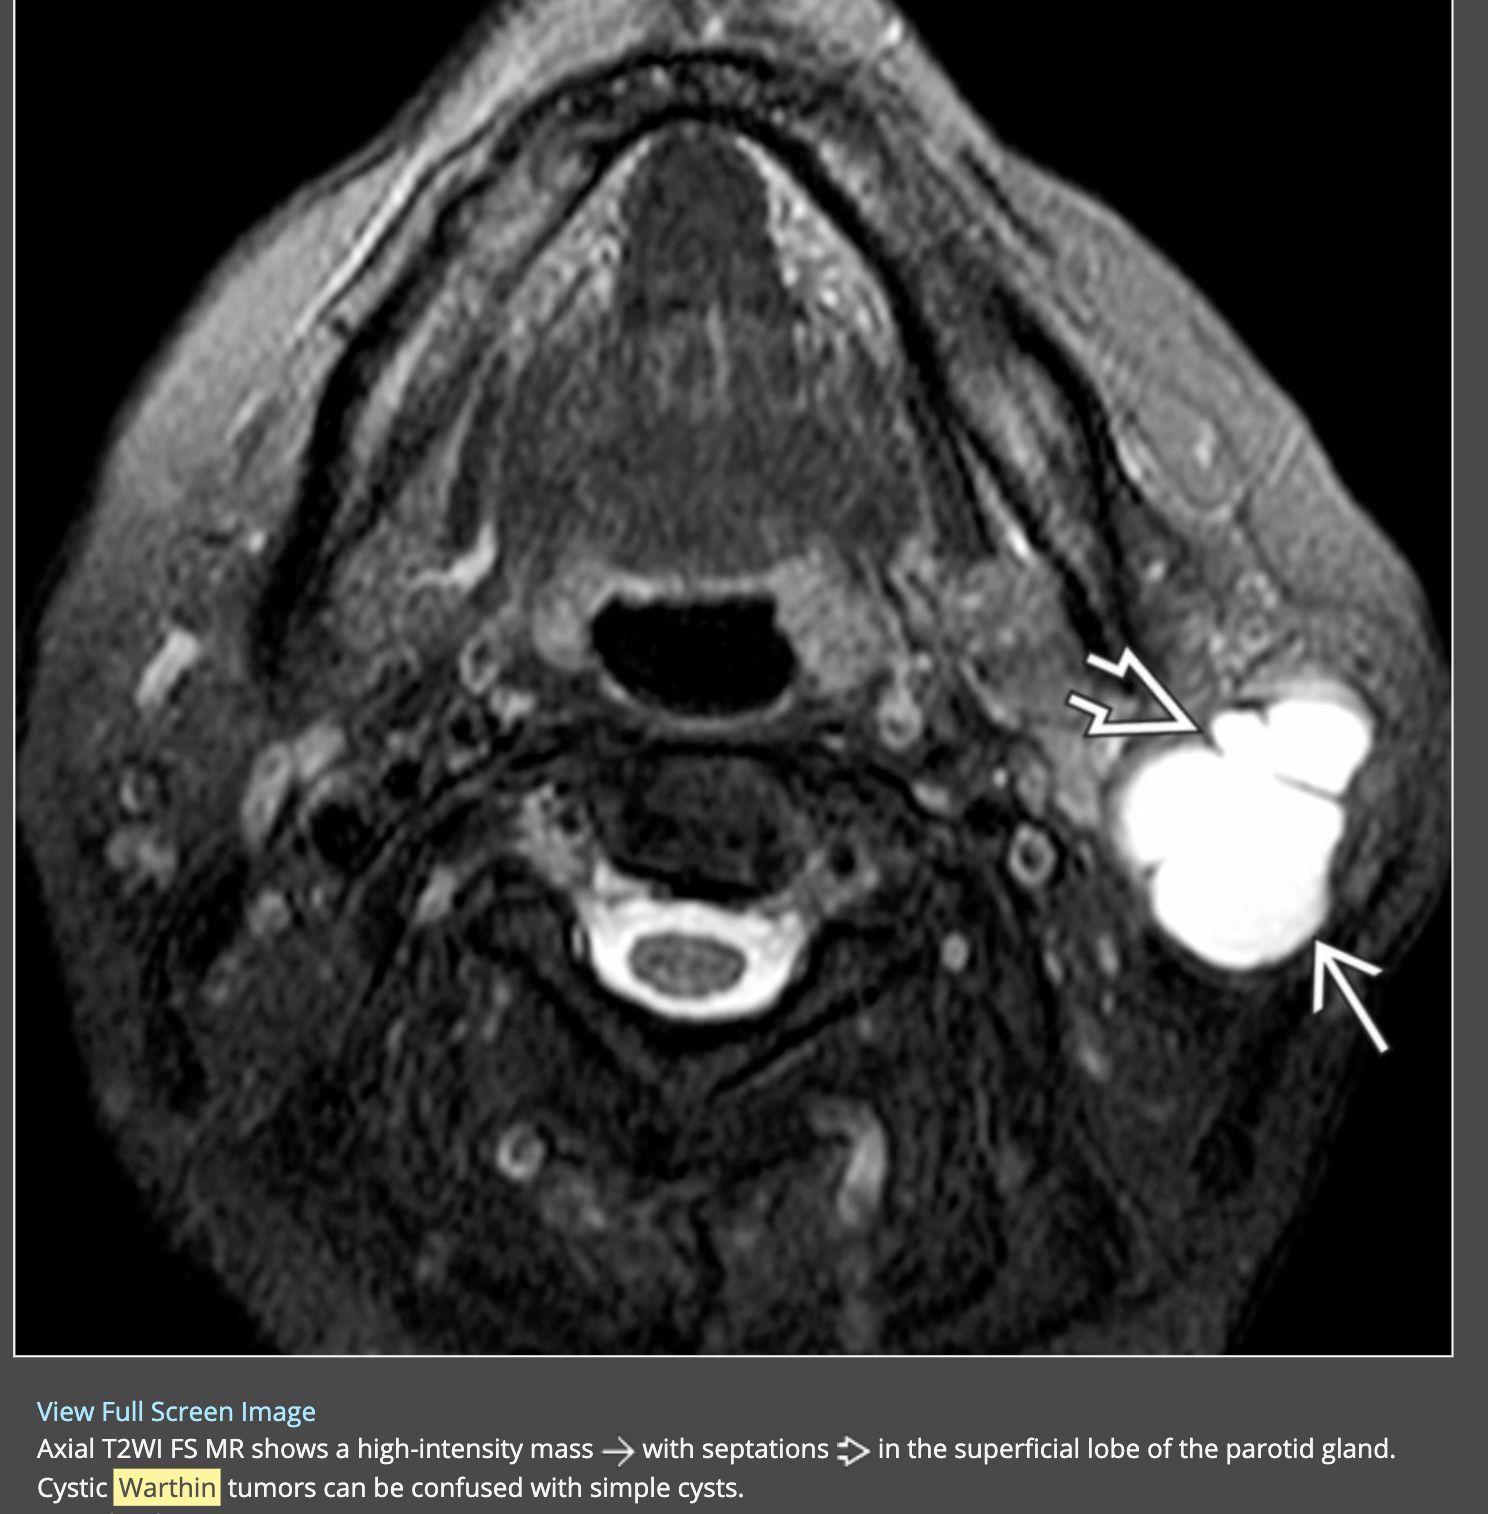 View Full Screen Image
Axial T2WI FS MR shows a high-intensity mass → with septations ⇨ in the superficial lobe of the parotid gland.
Cystic Warthin tumors can be confused with simple cysts.